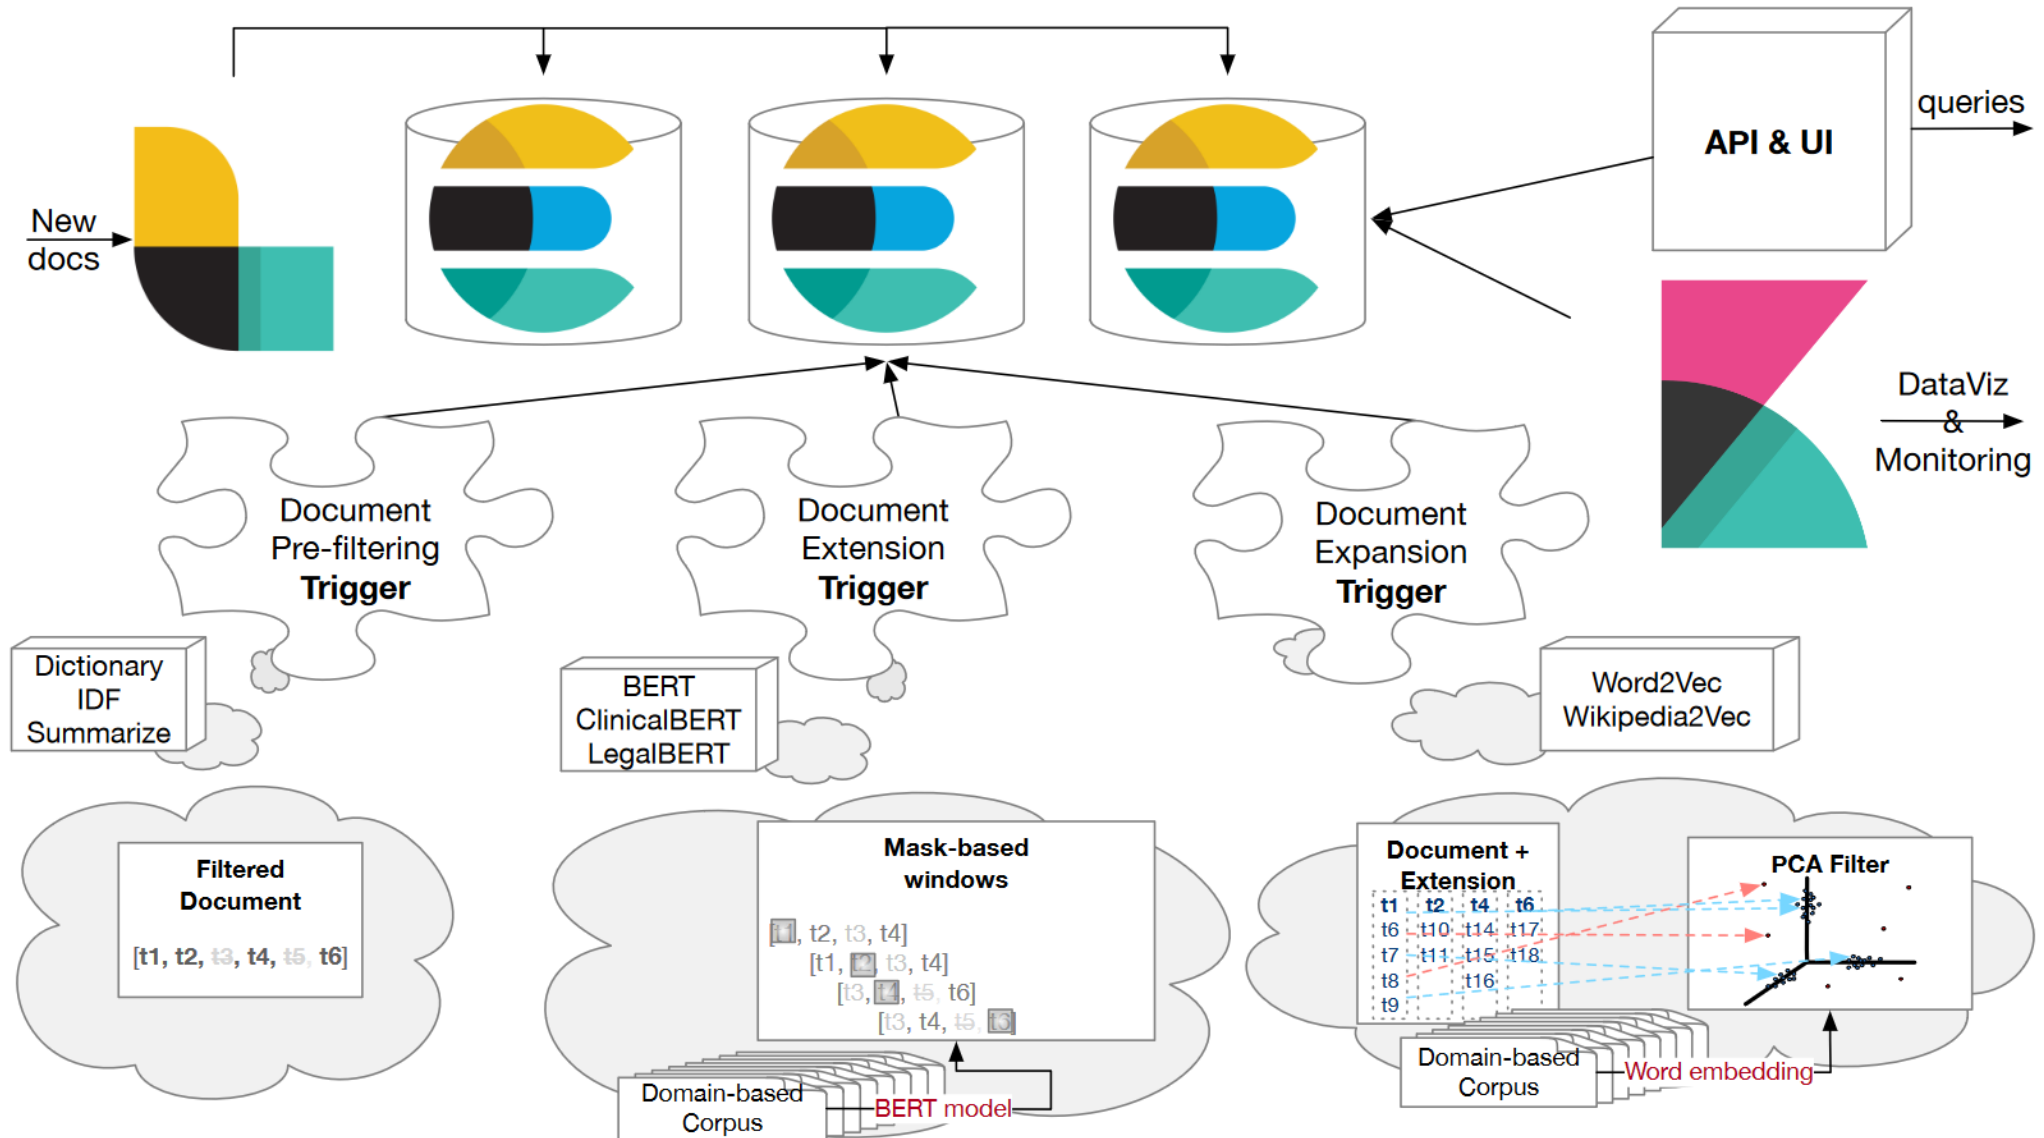 New
docs
API & UI
queries
DataViz
&
Monitoring
Document
Pre-filtering
Trigger
Document
Extension
Trigger
Document
Expansion
Trigger
Dictionary
IDF
Summarize
BERT
ClinicalBERT
LegalBERT
Word2Vec
Wikipedia2Vec
Filtered
Document
[t1, t2, t3, t4, t5, t6]
Mask-based
windows
[t1, t2, t3, t4]
[t1, t2, t3, t4]
[t3, t4, t5, t6]
[t3, t4, t5, t6]
Domain-based
Corpus
BERT model
Document +
Extension
t1 t2 t4 t6
t6 t10 t14 t17
t7 t11 t15 t18
t8 t16
t9
PCA Filter
Domain-based
Corpus
Word embedding